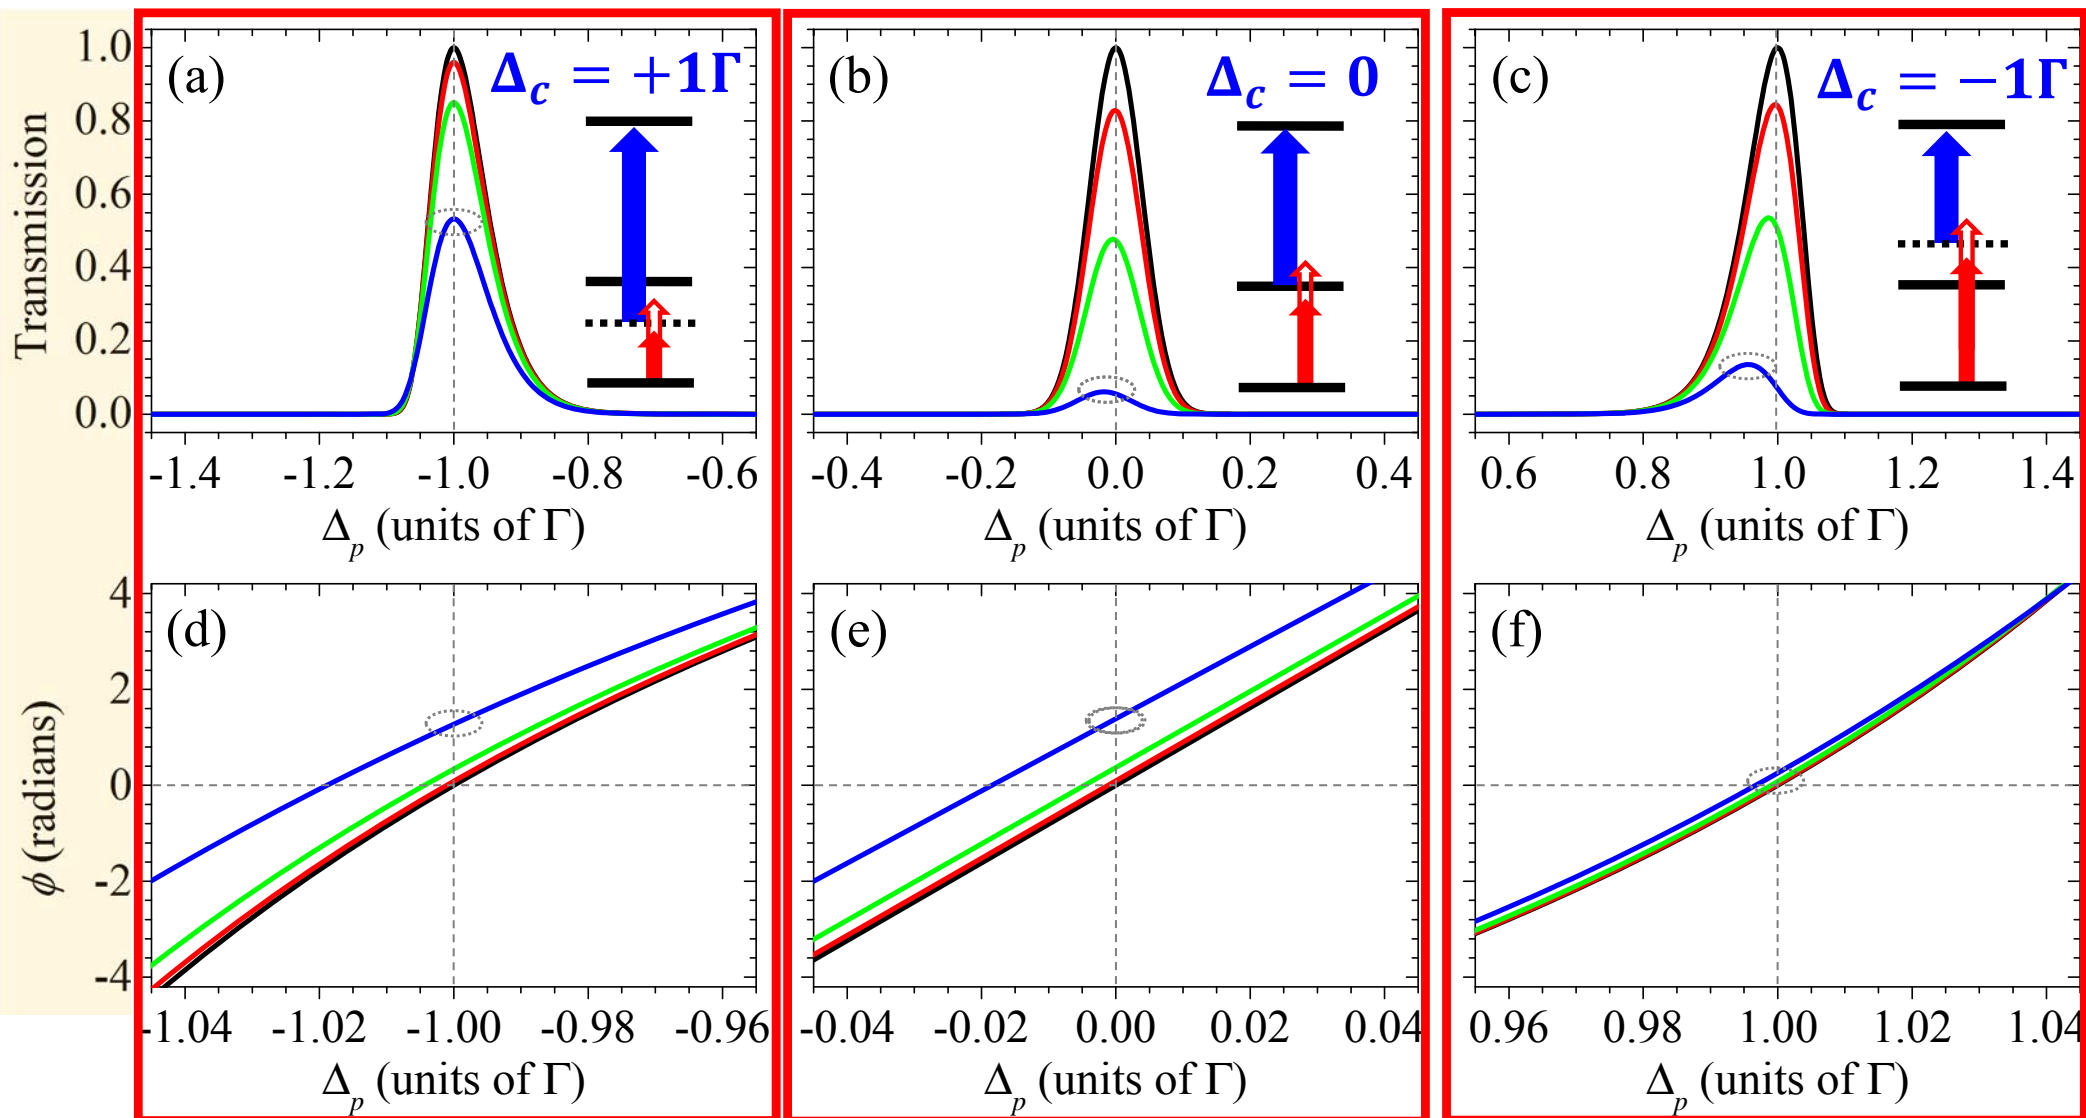 (a)
Δc = +1Γ
(b)
Δc = 0
(c)
Δc = −1Γ
Transmission
1.0
0.8
0.6
0.4
0.2
0.0
-1.4 -1.2 -1.0 -0.8 -0.6
-0.4 -0.2 0.0 0.2 0.4
0.6 0.8 1.0 1.2 1.4
Δp (units of Γ)
Δp (units of Γ)
Δp (units of Γ)
(d)
(e)
(f)
ϕ (radians)
4
2
0
-2
-4
-1.04 -1.02 -1.00 -0.98 -0.96
-0.04 -0.02 0.00 0.02 0.04
0.96 0.98 1.00 1.02 1.04
Δp (units of Γ)
Δp (units of Γ)
Δp (units of Γ)